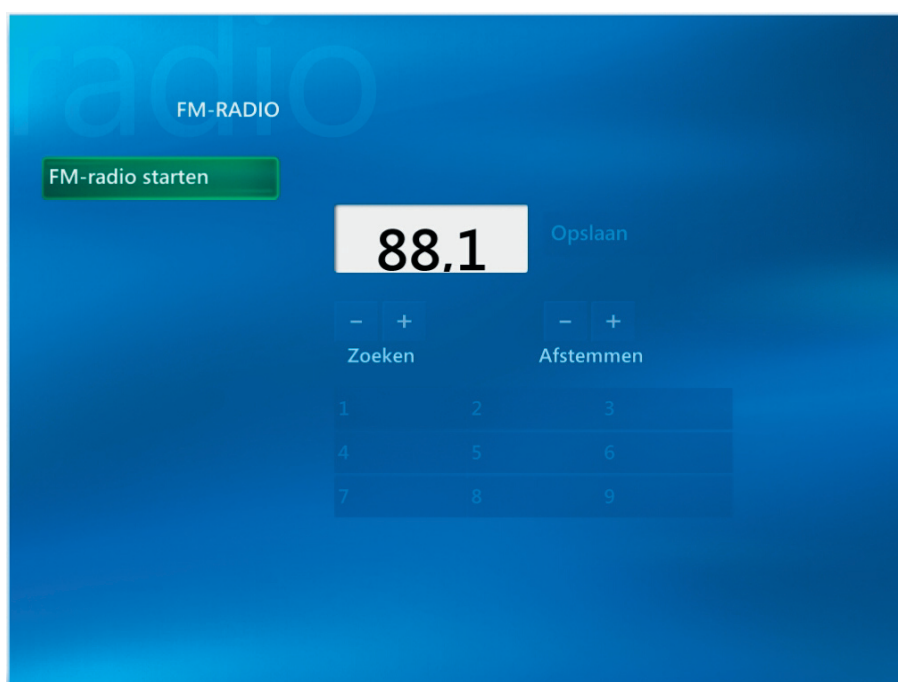 radio
FM-RADIO
FM-radio starten
88,1
Opslaan
- + - +
Zoeken Afstemmen
1 2 3
4 5 6
7 8 9